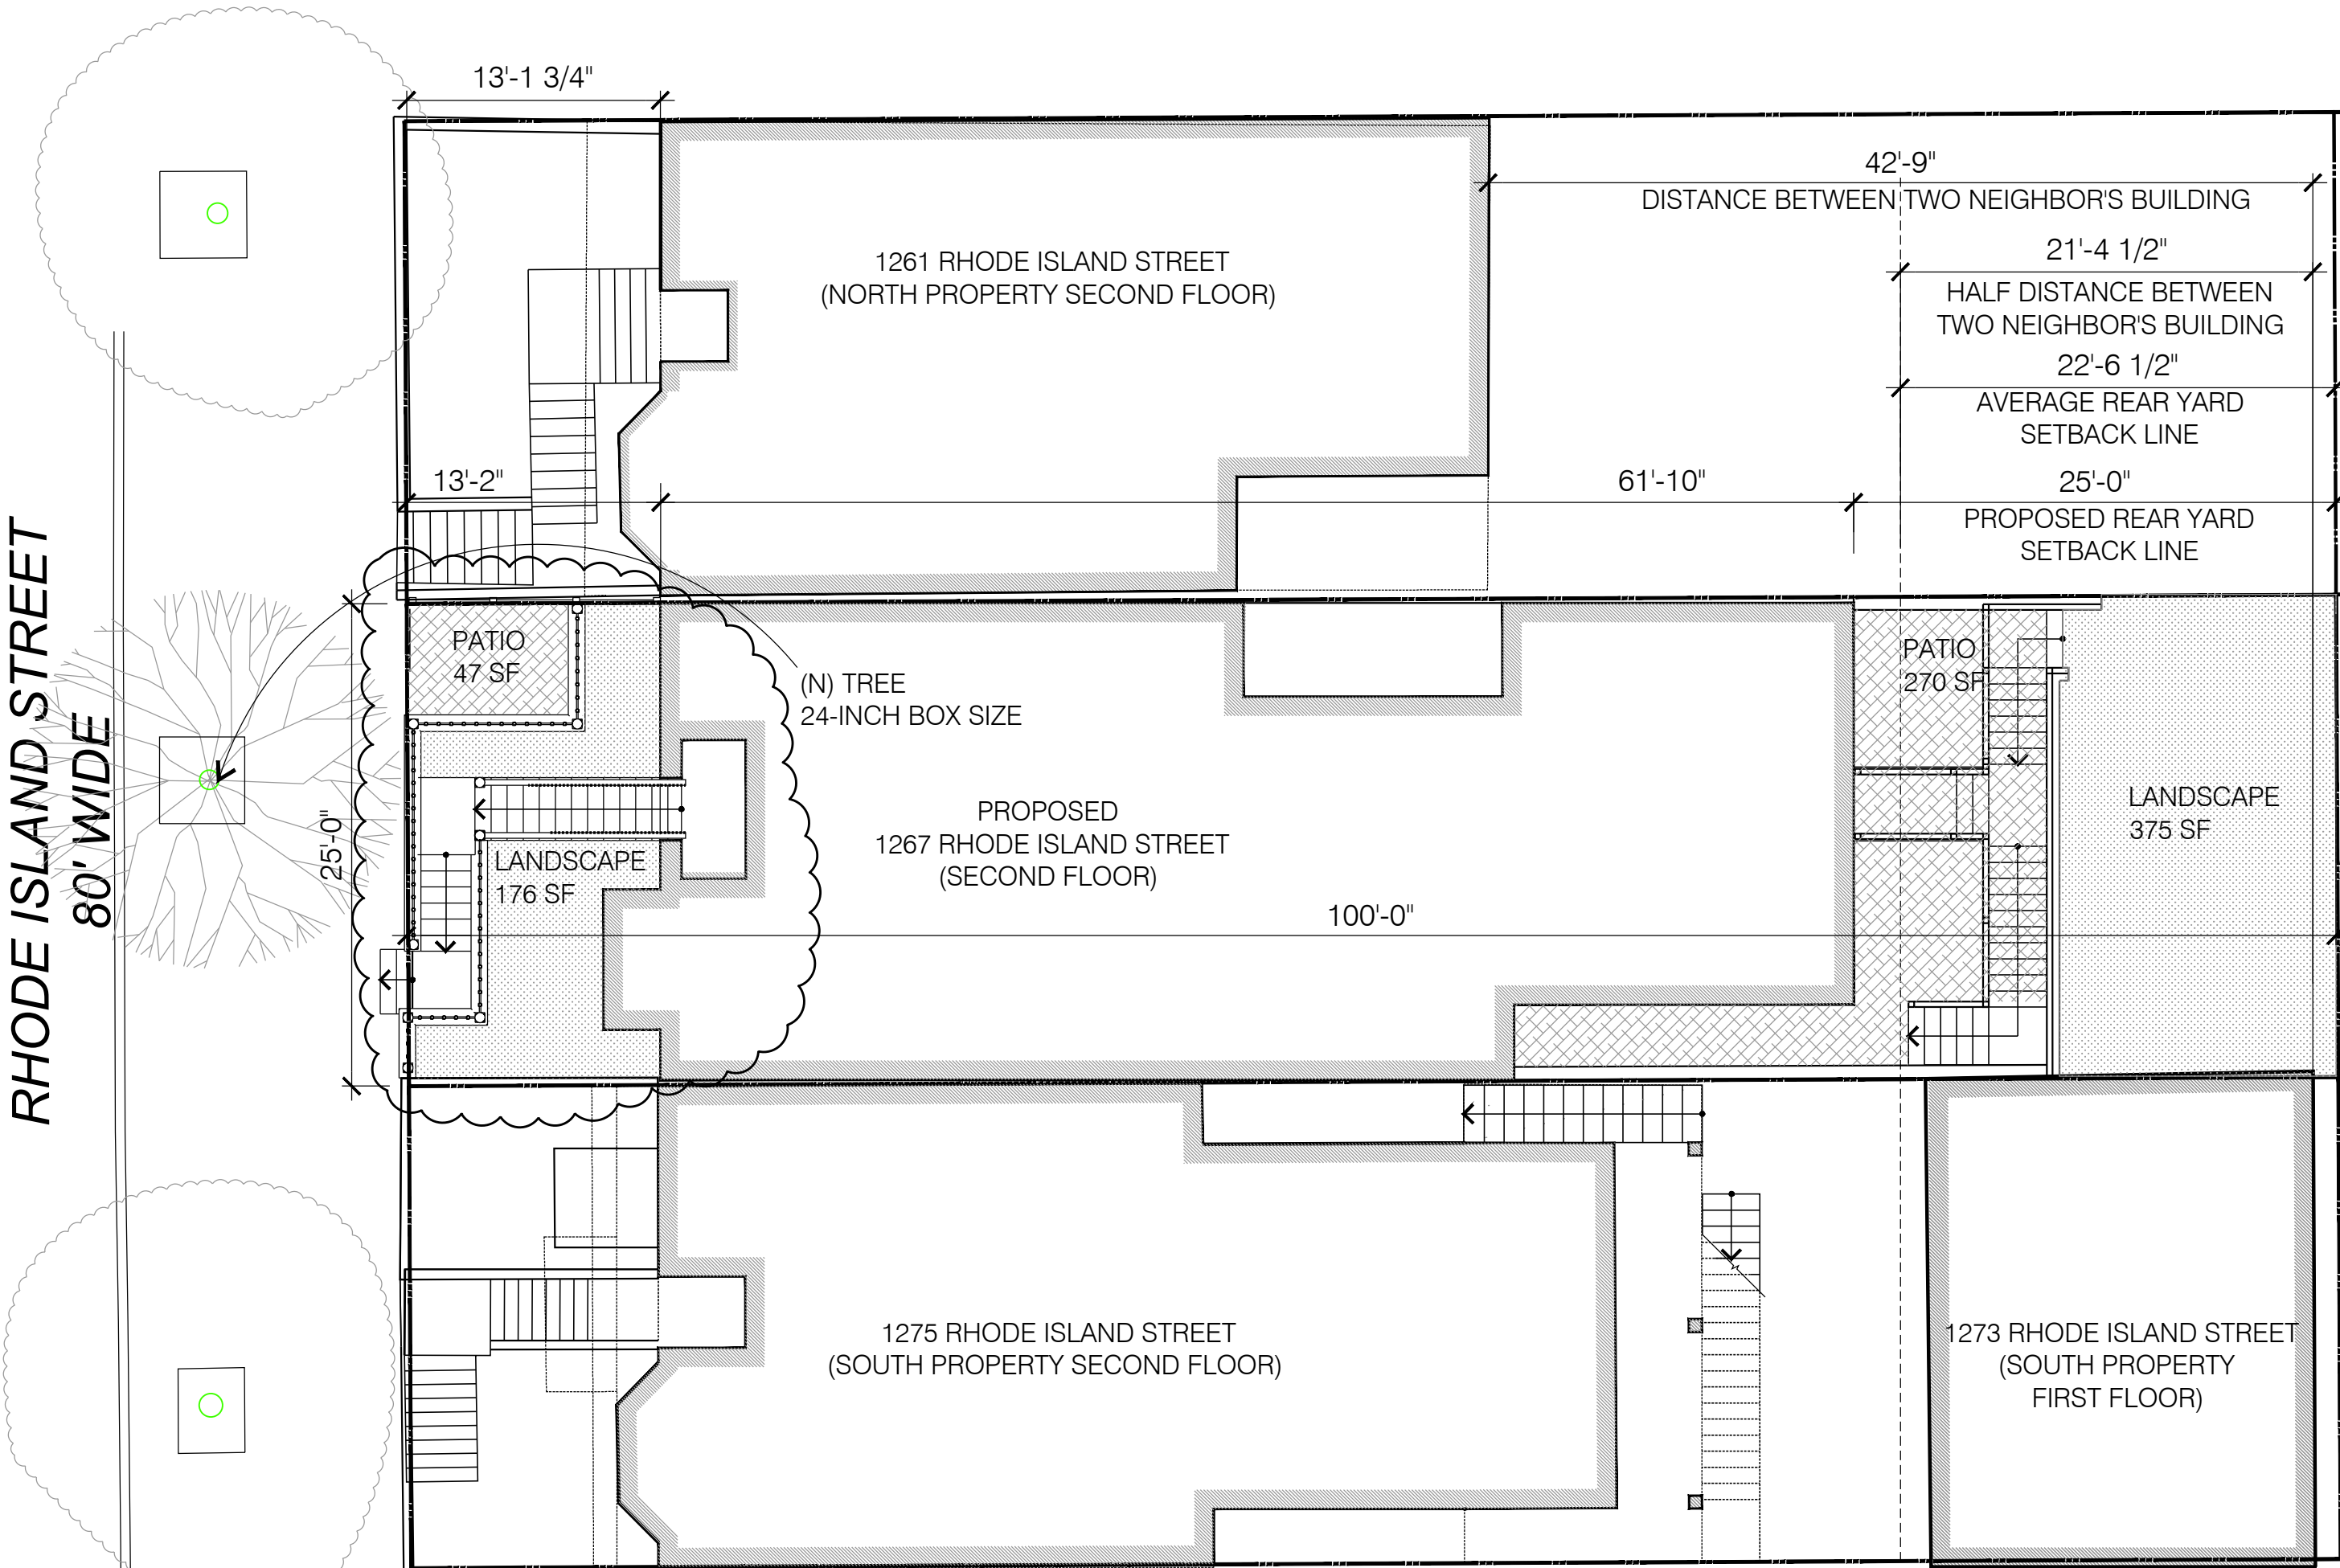 13'-1 3/4"
42'-9"
DISTANCE BETWEEN TWO NEIGHBOR'S BUILDING
21'-4 1/2"
HALF DISTANCE BETWEEN
TWO NEIGHBOR'S BUILDING
22'-6 1/2"
AVERAGE REAR YARD
SETBACK LINE
1261 RHODE ISLAND STREET
(NORTH PROPERTY SECOND FLOOR)
13'-2"
61'-10"
25'-0"
PROPOSED REAR YARD
SETBACK LINE
RHODE ISLAND STREET
80' WIDE
25'-0"
PATIO
47 SF
(N) TREE
24-INCH BOX SIZE
PATIO
270 SF
LANDSCAPE
375 SF
PROPOSED
1267 RHODE ISLAND STREET
(SECOND FLOOR)
LANDSCAPE
176 SF
100'-0"
1275 RHODE ISLAND STREET
(SOUTH PROPERTY SECOND FLOOR)
1273 RHODE ISLAND STREET
(SOUTH PROPERTY
FIRST FLOOR)